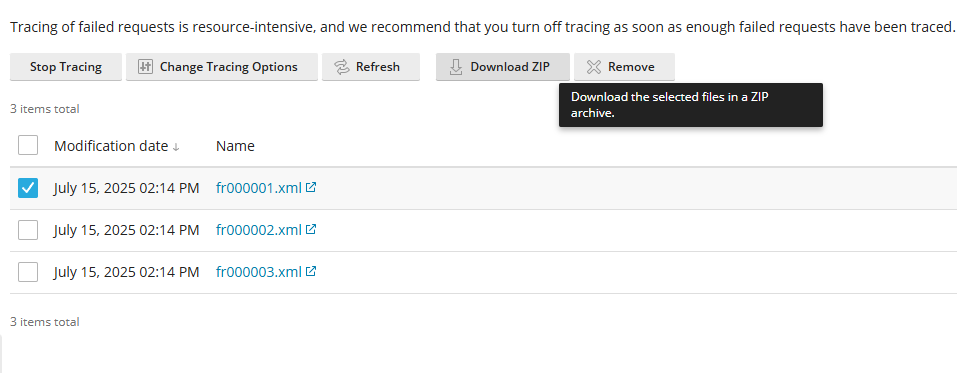 Tracing of failed requests is resource-intensive, and we recommend that you turn off tracing as soon as enough failed requests have been traced.
Stop Tracing Change Tracing Options Refresh Download ZIP Remove
Download the selected files in a ZIP
archive.
3 items total
Modification date ↓ Name
July 15, 2025 02:14 PM fr000001.xml
July 15, 2025 02:14 PM fr000002.xml
July 15, 2025 02:14 PM fr000003.xml
3 items total